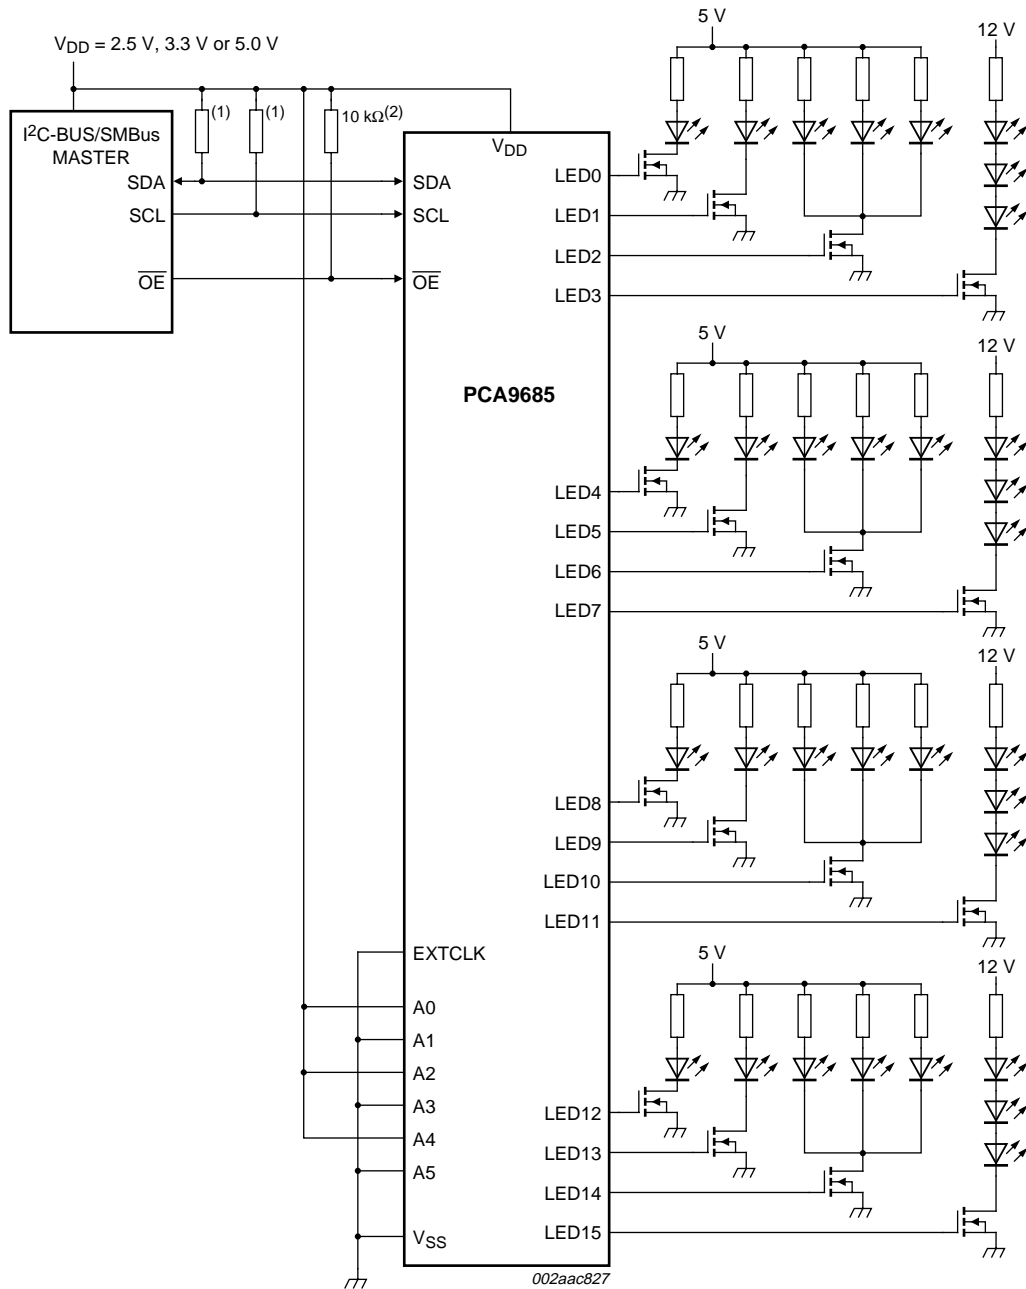 V_DD = 2.5 V, 3.3 V or 5.0 V
(1)
(1)
10 kΩ(2)
I²C-BUS/SMBus
MASTER
SDA
SCL
O̅E̅
V_DD
SDA
SCL
O̅E̅
PCA9685
EXTCLK
A0
A1
A2
A3
A4
A5
V_SS
LED0
LED1
LED2
LED3
5 V
12 V
LED4
LED5
LED6
LED7
5 V
12 V
LED8
LED9
LED10
LED11
5 V
12 V
LED12
LED13
LED14
LED15
5 V
12 V
002aac827